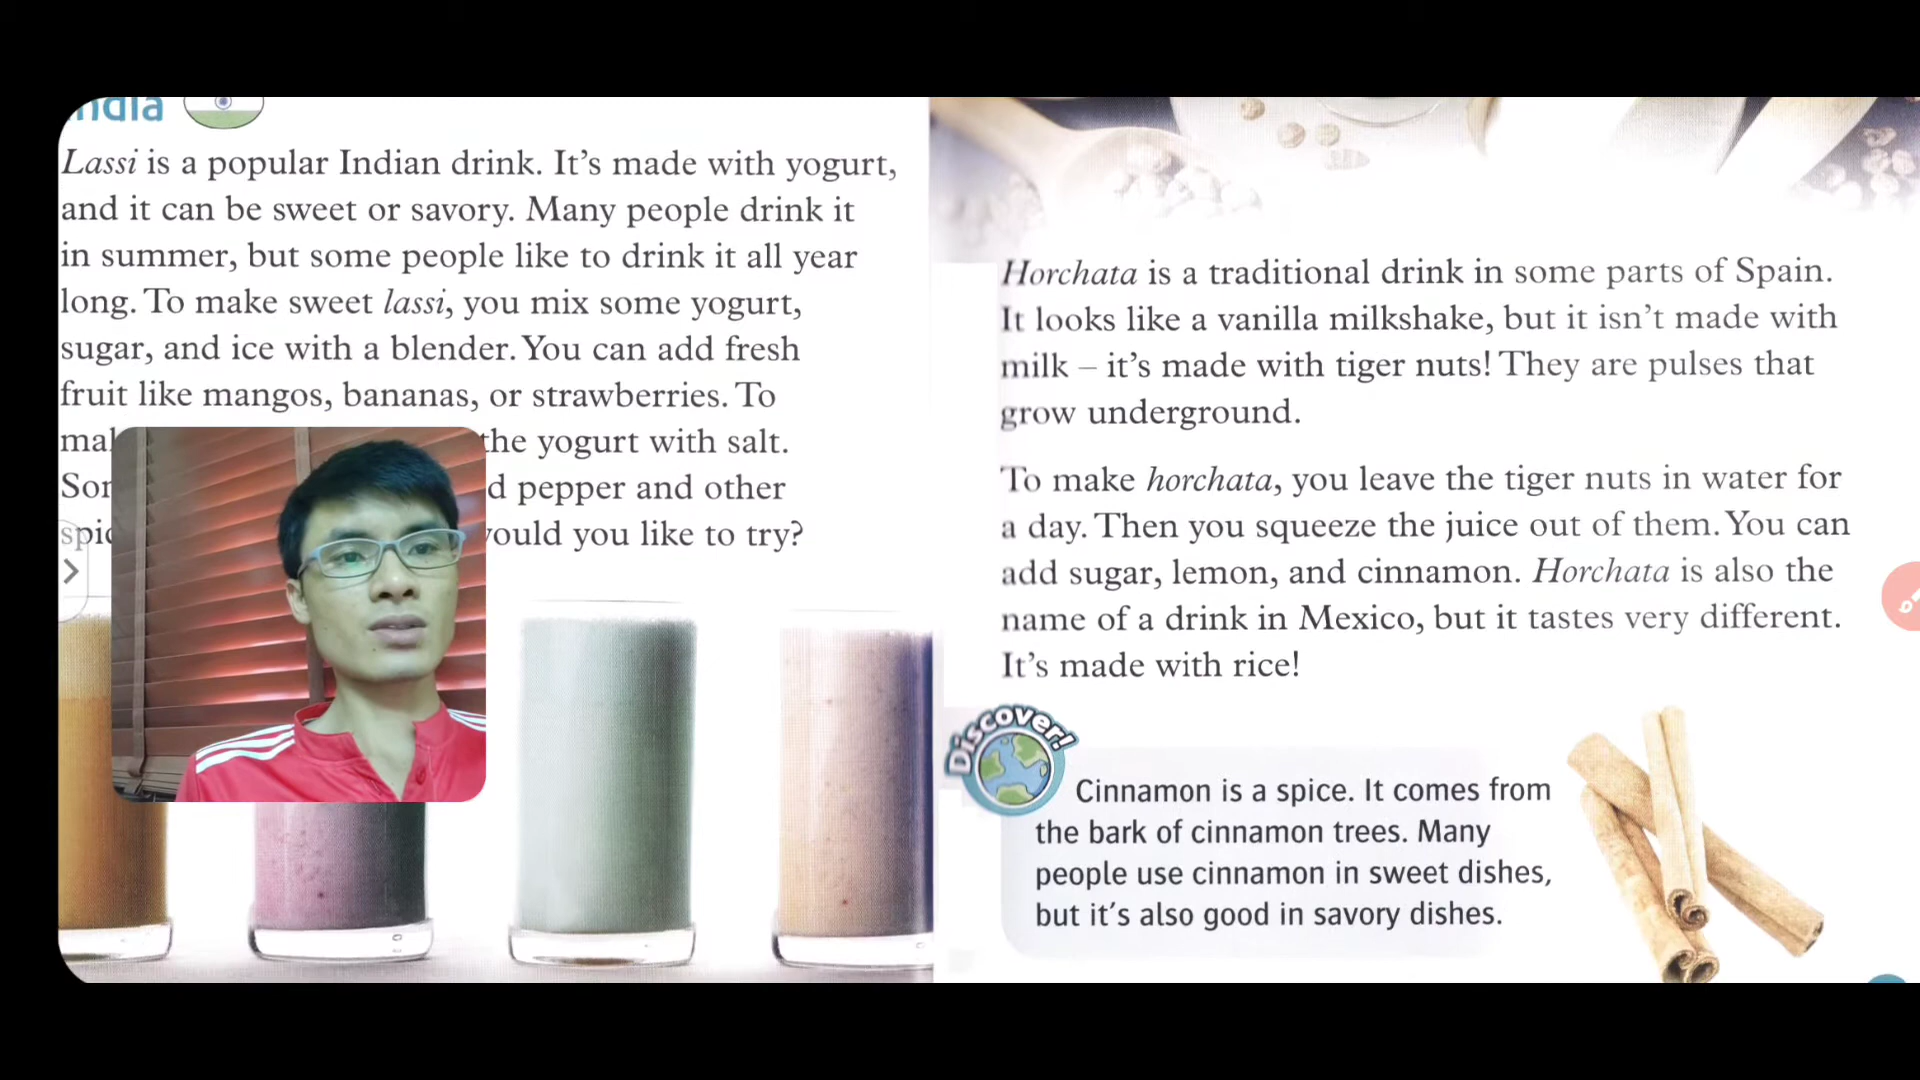 Lassi is a popular Indian drink. It's made with yogurt,
and it can be sweet or savory. Many people drink it
in summer, but some people like to drink it all year
long. To make sweet lassi, you mix some yogurt,
sugar, and ice with a blender. You can add fresh
fruit like mangos, bananas, or strawberries. To
the yogurt with salt.
pepper and other
you like to try?
Horchata is a traditional drink in some parts of Spain.
It looks like a vanilla milkshake, but it isn't made with
milk – it's made with tiger nuts! They are pulses that
grow underground.
To make horchata, you leave the tiger nuts in water for
a day. Then you squeeze the juice out of them. You can
add sugar, lemon, and cinnamon. Horchata is also the
name of a drink in Mexico, but it tastes very different.
It's made with rice!
Discover!
Cinnamon is a spice. It comes from
the bark of cinnamon trees. Many
people use cinnamon in sweet dishes,
but it's also good in savory dishes.